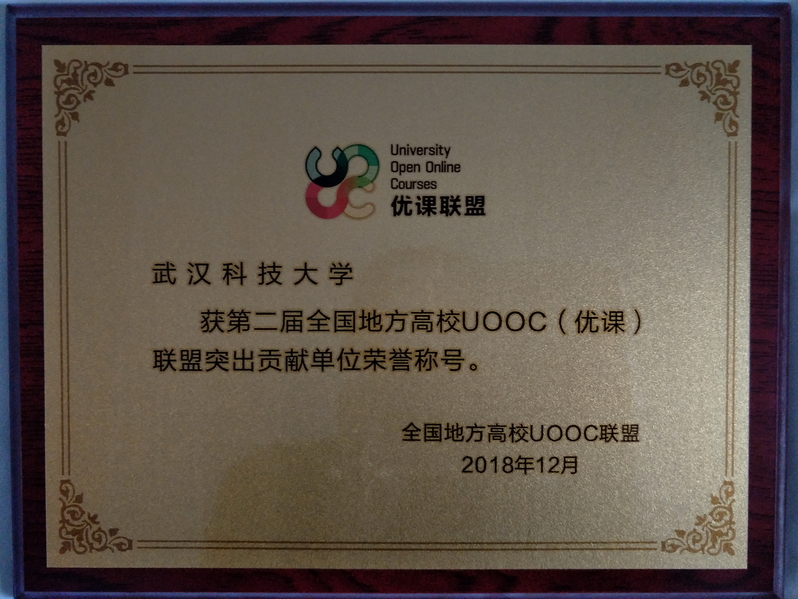 University
Open Online
Courses
优课联盟
武汉科技大学
获第二届全国地方高校UOOC（优课）
联盟突出贡献单位荣誉称号。
全国地方高校UOOC联盟
2018年12月